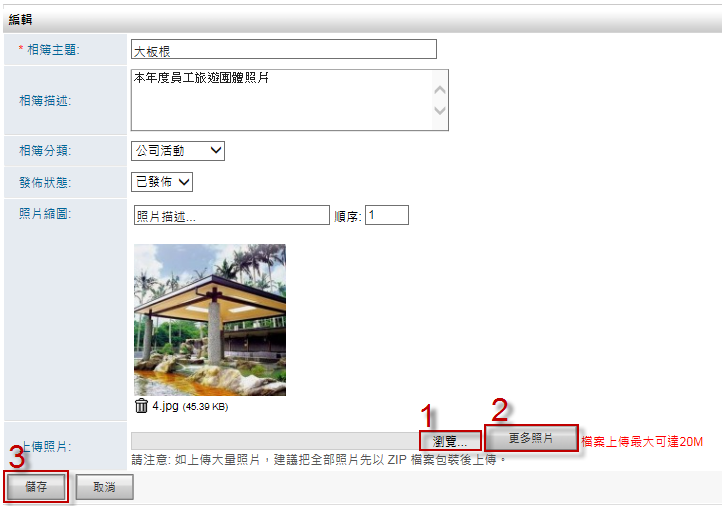 編輯
* 相簿主題: 大板根
相簿描述: 本年度員工旅遊團體照片
相簿分類: 公司活動
發佈狀態: 已發佈
照片縮圖: 照片描述... 順序: 1
4.jpg (45.39 KB)
1 2
上傳照片: 瀏覽... 更多照片 檔案上傳最大可達20M
請注意: 如上傳大量照片，建議把全部照片先以 ZIP 檔案包裝後上傳。
3
儲存 取消